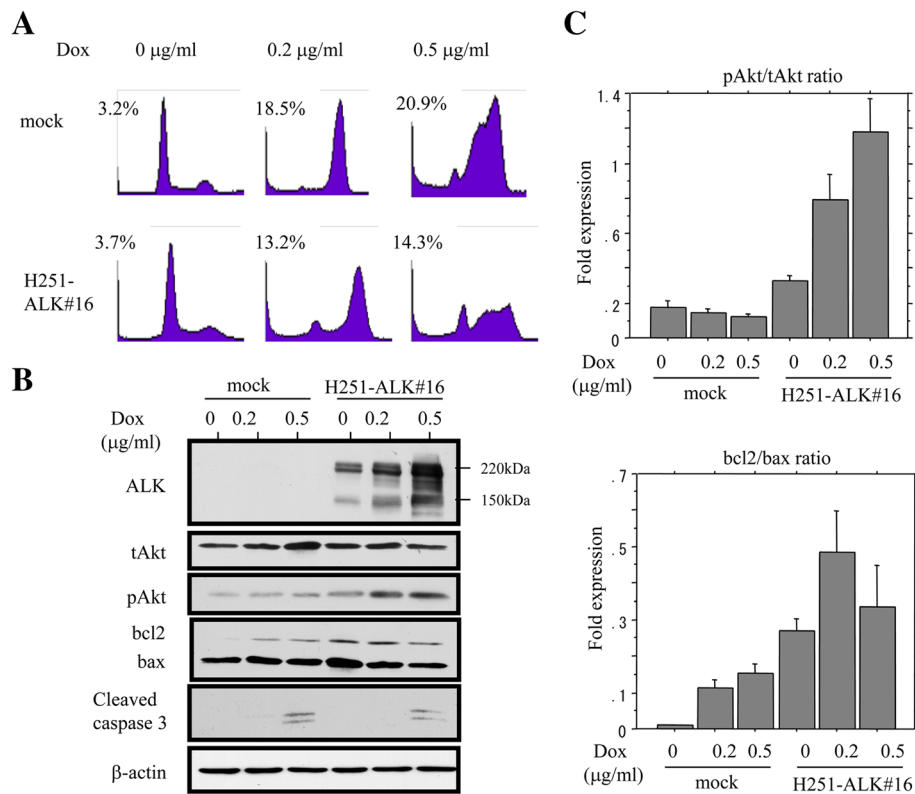 A
Dox 0 μg/ml 0.2 μg/ml 0.5 μg/ml
mock
3.2% 18.5% 20.9%
H251-
ALK#16
3.7% 13.2% 14.3%
B
mock H251-ALK#16
Dox 0 0.2 0.5 0 0.2 0.5
(μg/ml)
ALK
220kDa
150kDa
tAkt
pAkt
bcl2
bax
Cleaved
caspase 3
β-actin
C
pAkt/tAkt ratio
Fold expression
1.4
1
.6
.2
0
Dox 0 0.2 0.5 0 0.2 0.5
(μg/ml)
mock H251-ALK#16
bcl2/bax ratio
Fold expression
.7
.5
.3
.1
0
Dox 0 0.2 0.5 0 0.2 0.5
(μg/ml)
mock H251-ALK#16